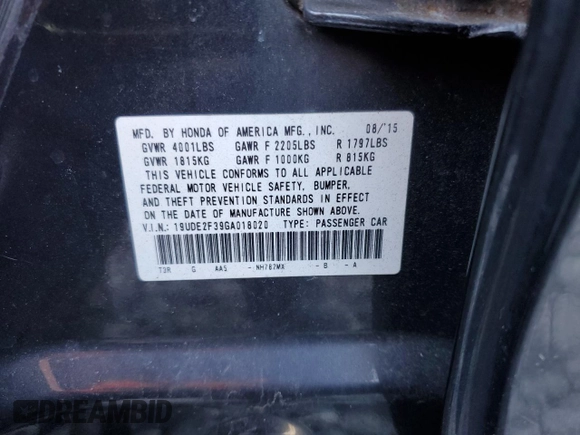 MFD. BY HONDA OF AMERICA MFG., INC. 08/'15
GVWR 4001LBS GAWR F 2205LBS R 1797LBS
GVWR 1815KG GAWR F 1000KG R 815KG
THIS VEHICLE CONFORMS TO ALL APPLICABLE
FEDERAL MOTOR VEHICLE SAFETY, BUMPER,
AND THEFT PREVENTION STANDARDS IN EFFECT
ON THE DATE OF MANUFACTURE SHOWN ABOVE.
V.I.N.: 19UDE2F39GA018020 TYPE: PASSENGER CAR
T3R G AA5 - NH782MX - B - A
DREAMBID